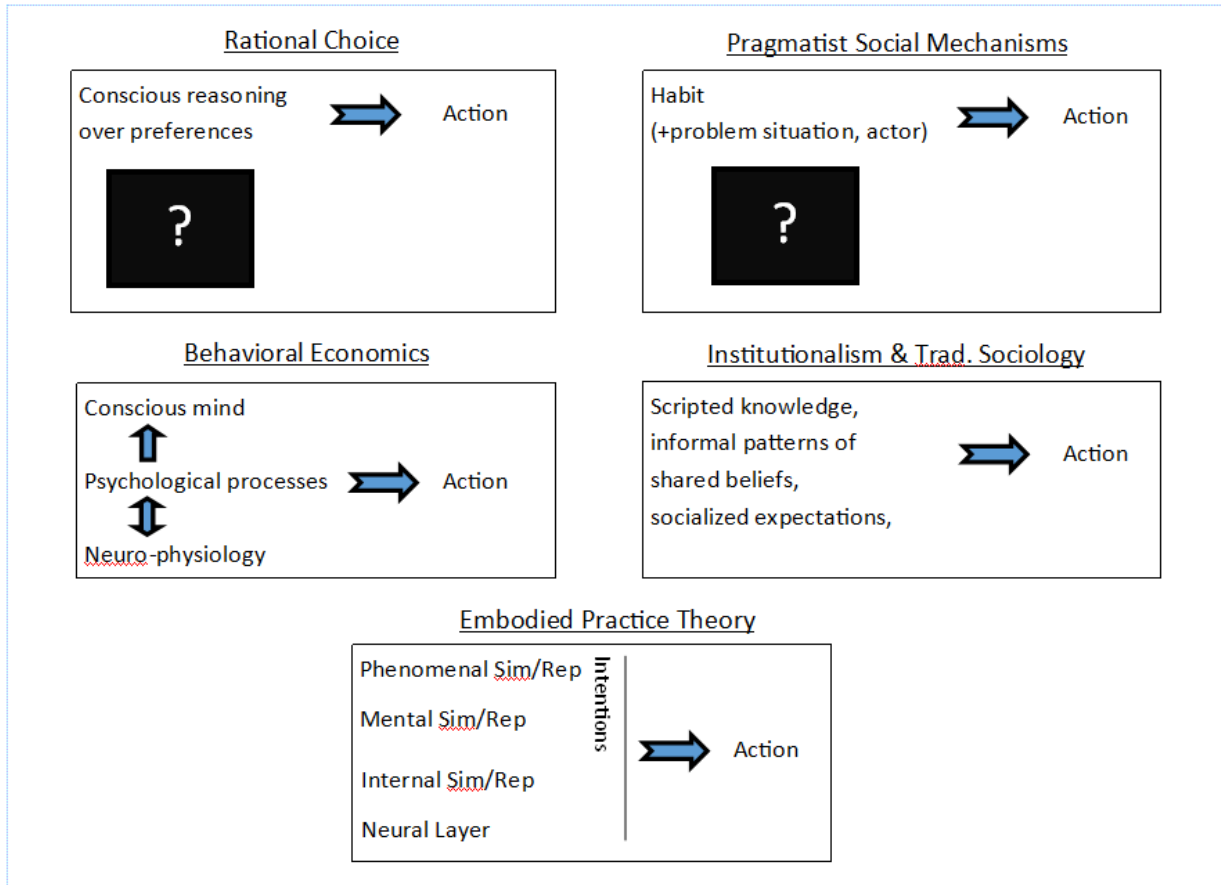 Rational Choice
Conscious reasoning
over preferences
Action
?
Pragmatist Social Mechanisms
Habit
(+problem situation, actor)
Action
?
Behavioral Economics
Conscious mind
Psychological processes
Action
Neuro-physiology
Institutionalism & Trad. Sociology
Scripted knowledge,
informal patterns of
shared beliefs,
socialized expectations,
Action
Embodied Practice Theory
Phenomenal Sim/Rep
Mental Sim/Rep
Internal Sim/Rep
Neural Layer
Intentions
Action